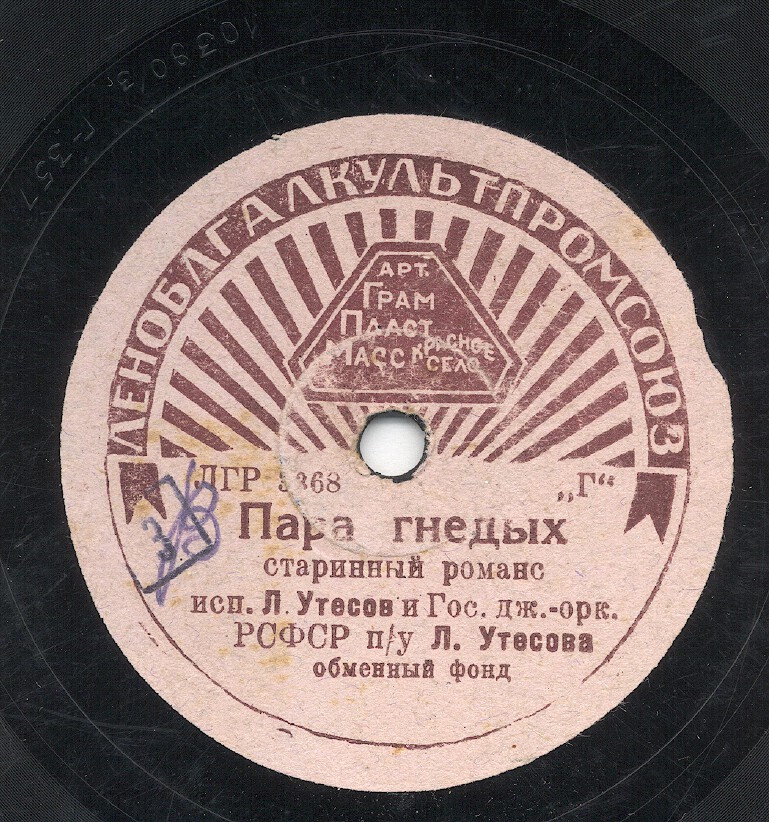 10390/3 Г-357
ЛЕНОБЛГАЛКУЛЬТПРОМСОЮЗ
АРТ.
ГРАМ
ПЛАСТ
МАСС КРАСНОЕ
СЕЛО
ЛГР 3368
„Г“
Пара гнедых
старинный романс
исп. Л. Утесов и Гос. дж.-орк.
РСФСР п/у Л. Утесова
обменный фонд